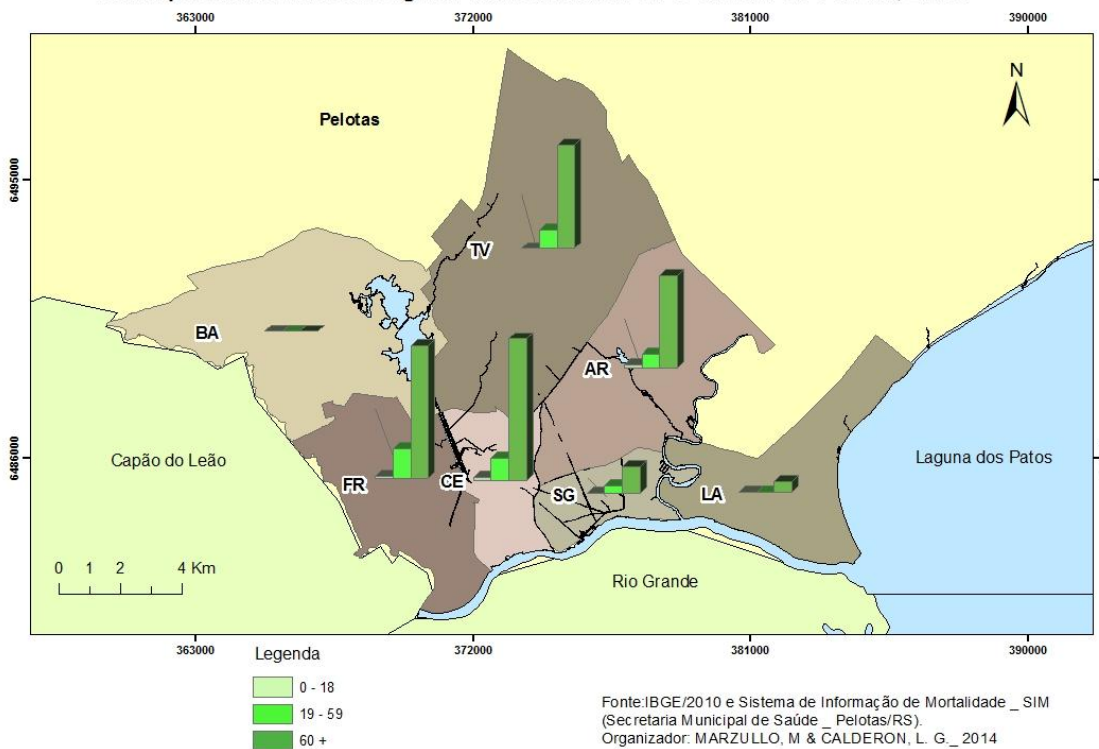 363000 372000 381000 390000
N
Pelotas
6495000
TV
BA
AR
6486000
Capão do Leão
FR
CE
SG
LA
Laguna dos Patos
Rio Grande
0 1 2 4 Km
363000 372000 381000 390000
Legenda
0 - 18
19 - 59
60 +
Fonte:IBGE/2010 e Sistema de Informação de Mortalidade _ SIM
(Secretaria Municipal de Saúde _ Pelotas/RS).
Organizador: MARZULLO, M & CALDERON, L. G._ 2014